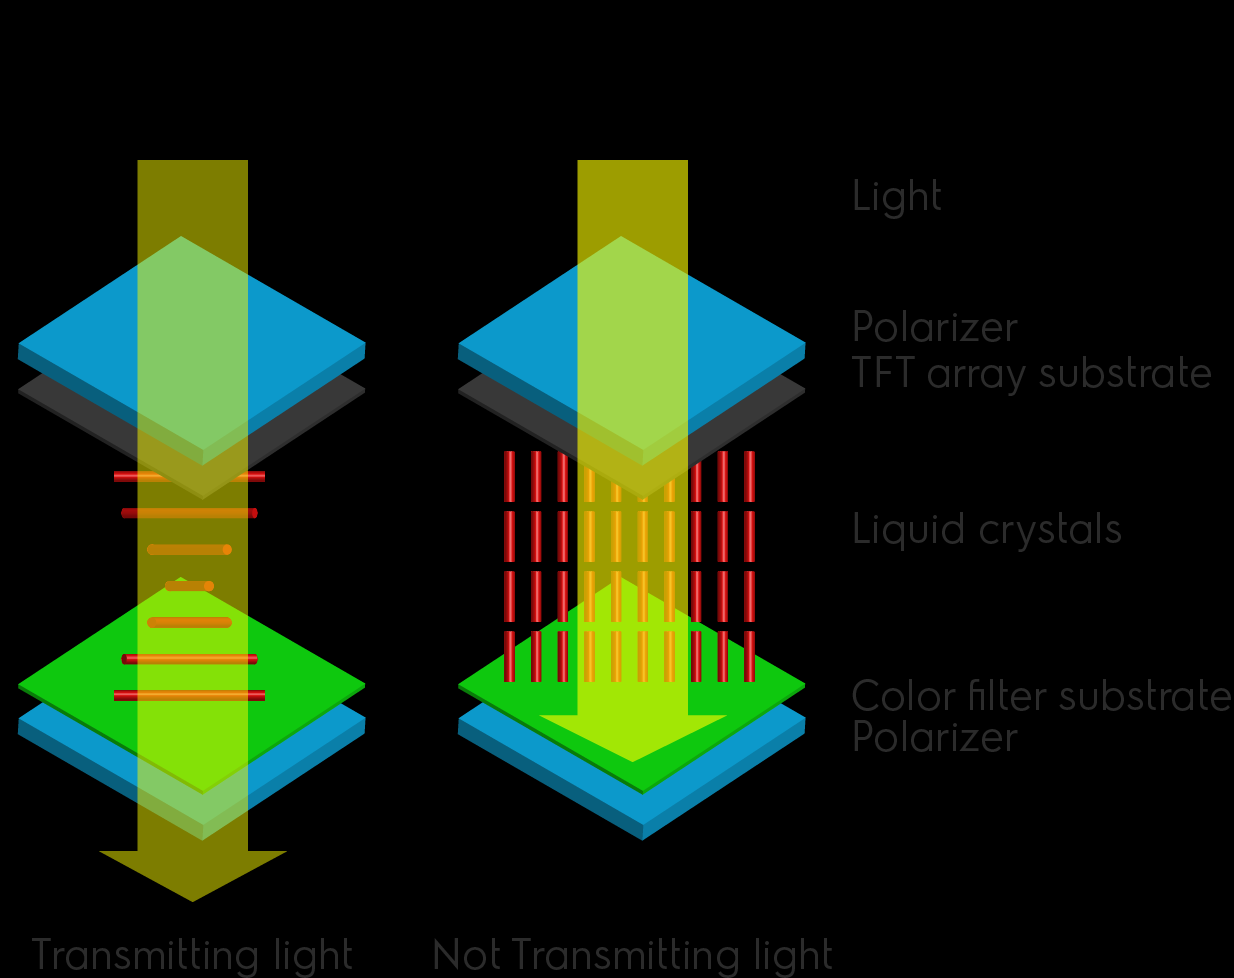 Light
Polarizer
TFT array substrate
Liquid crystals
Color filter substrate
Polarizer
Transmitting light
Not Transmitting light